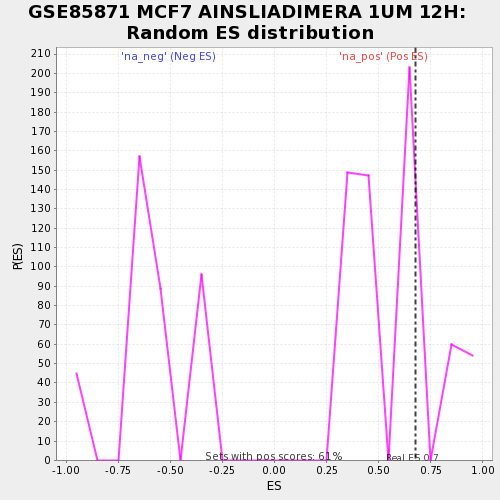 GSE85871 MCF7 AINSLIADIMERA 1UM 12H:
Random ES distribution
'na_neg' (Neg ES)
'na_pos' (Pos ES)
210
200
190
180
170
160
150
140
130
120
110
100
90
80
70
60
50
40
30
20
10
0
P(ES)
Sets with pos scores: 61%
Real ES 0.7
-1.00 -0.75 -0.50 -0.25 0.00 0.25 0.50 0.75 1.00
ES